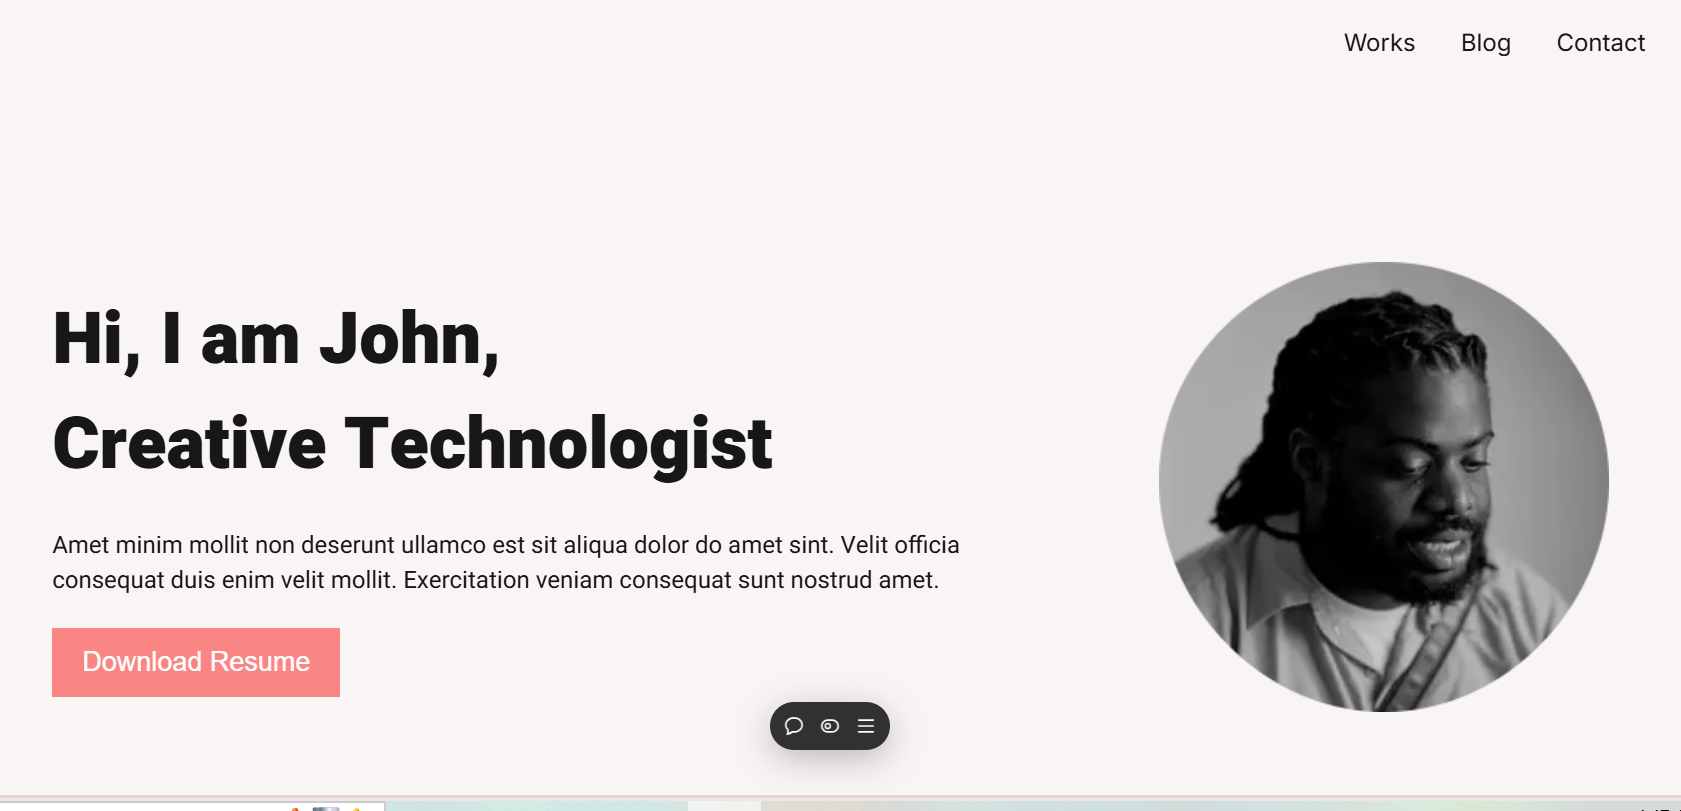 Works Blog Contact
Hi, I am John,
Creative Technologist
Amet minim mollit non deserunt ullamco est sit aliqua dolor do amet sint. Velit officia
consequat duis enim velit mollit. Exercitation veniam consequat sunt nostrud amet.
Download Resume